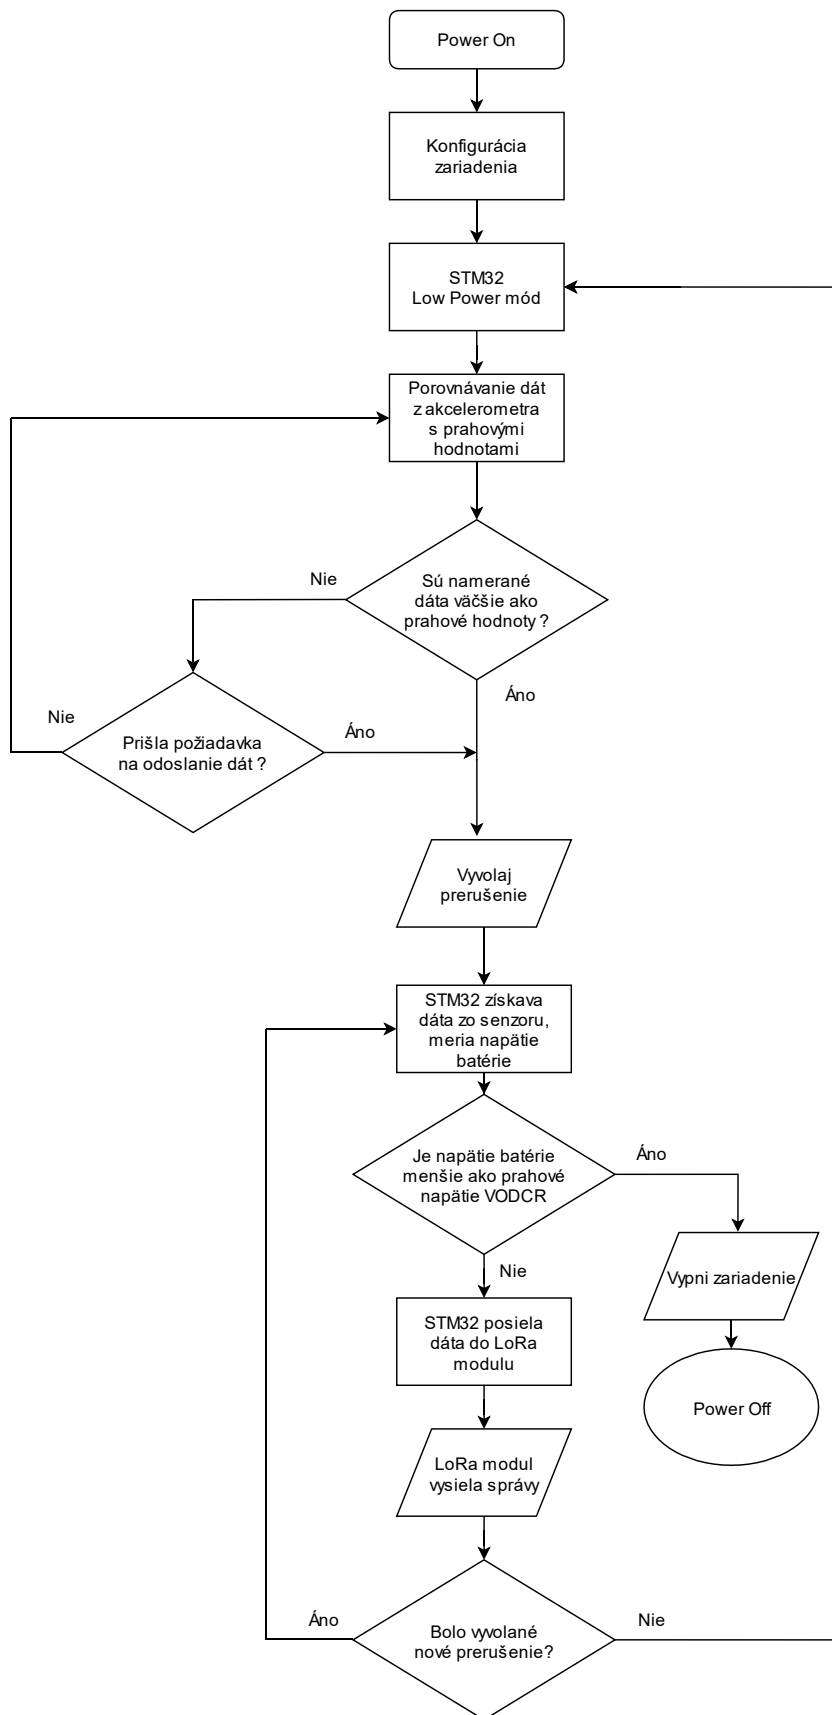 Power On
Konfigurácia
zariadenia
STM32
Low Power mód
Porovnávanie dát
z akcelerometra
s prahovými
hodnotami
Nie
Sú namerané
dáta väčšie ako
prahové hodnoty ?
Áno
Nie
Prišla požiadavka
na odoslanie dát ?
Áno
Vyvolaj
prerušenie
STM32 získava
dáta zo senzoru,
meria napätie
batérie
Je napätie batérie
menšie ako prahové
napätie VODCR
Áno
Nie
Vypni zariadenie
Power Off
STM32 posiela
dáta do LoRa
modulu
LoRa modul
vysiela správy
Áno
Bolo vyvolané
nové prerušenie?
Nie